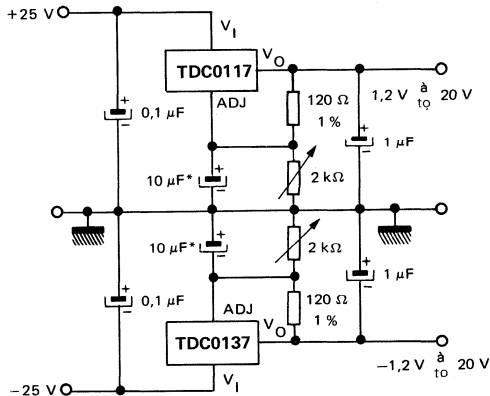 +25 V
V_I
TDC0117
V_O
ADJ
120 Ω
1 %
1,2 V à to 20 V
+
−
0,1 µF
+
−
1 µF
+
−
10 µF*
2 kΩ
+
−
10 µF*
2 kΩ
+
−
1 µF
+
−
0,1 µF
ADJ
120 Ω
1 %
TDC0137
V_O
−1,2 V à to 20 V
−25 V
V_I